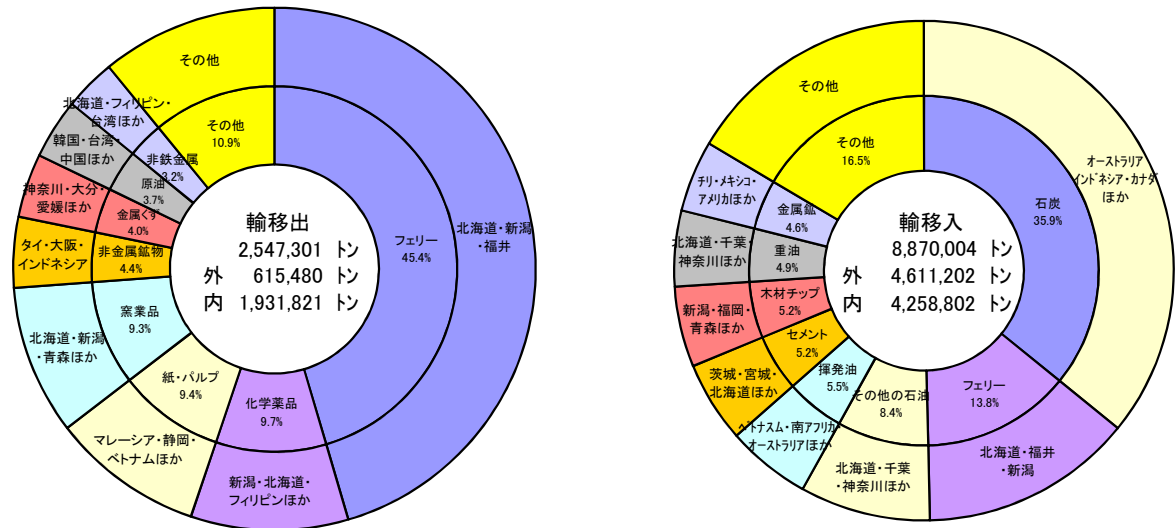 輸移出
2,547,301 トン
外 615,480 トン
内 1,931,821 トン
フェリー
45.4%
北海道・新潟
・福井
化学薬品
9.7%
新潟・北海道・
フィリピンほか
紙・パルプ
9.4%
マレーシア・静岡・
ベトナムほか
窯業品
9.3%
北海道・新潟
・青森ほか
非金属鉱物
4.4%
タイ・大阪・
インドネシア
金属くず
4.0%
神奈川・大分・
愛媛ほか
原油
3.7%
韓国・台湾・
中国ほか
非鉄金属
3.2%
北海道・フィリピン・
台湾ほか
その他
10.9%
その他
輸移入
8,870,004 トン
外 4,611,202 トン
内 4,258,802 トン
石炭
35.9%
オーストラリア
インドネシア・カナダ
ほか
フェリー
13.8%
北海道・福井
・新潟
その他の石油
8.4%
北海道・千葉
・神奈川ほか
揮発油
5.5%
ベトナスム・南アフリカ・
オーストラリアほか
セメント
5.2%
茨城・宮城・
北海道ほか
木材チップ
5.2%
新潟・福岡・
青森ほか
重油
4.9%
北海道・千葉・
神奈川ほか
金属鉱
4.6%
チリ・メキシコ・
アメリカほか
その他
16.5%
その他